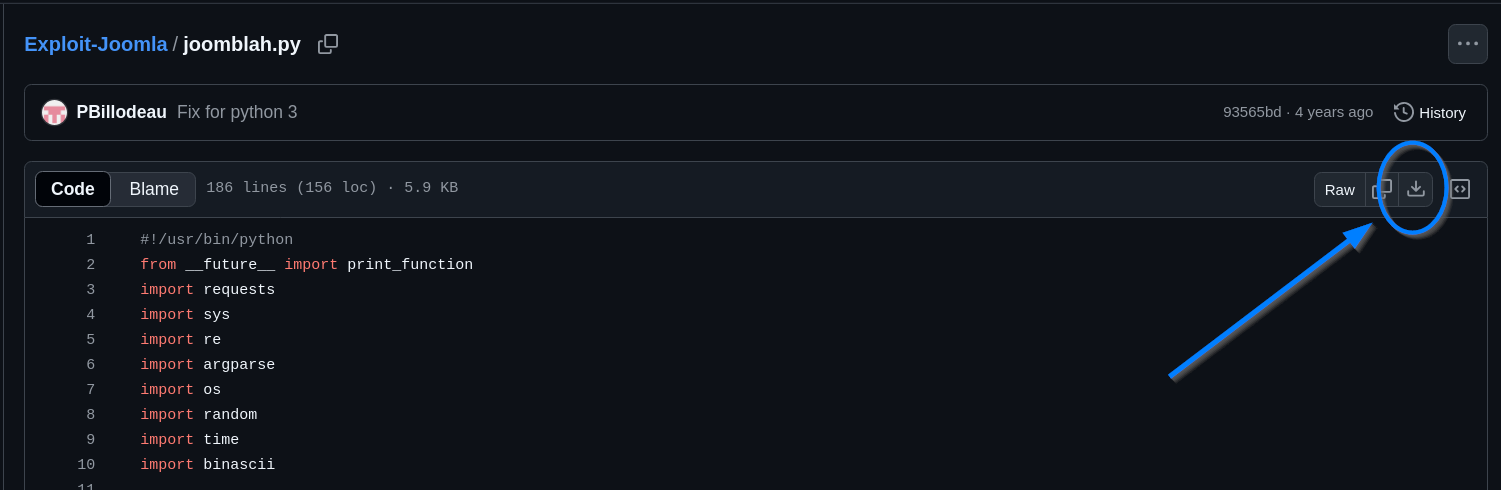 Exploit-Joomla / joomblah.py
PBillodeau Fix for python 3 93565bd · 4 years ago History
Code Blame 186 lines (156 loc) · 5.9 KB Raw
1 #!/usr/bin/python
2 from __future__ import print_function
3 import requests
4 import sys
5 import re
6 import argparse
7 import os
8 import random
9 import time
10 import binascii
11